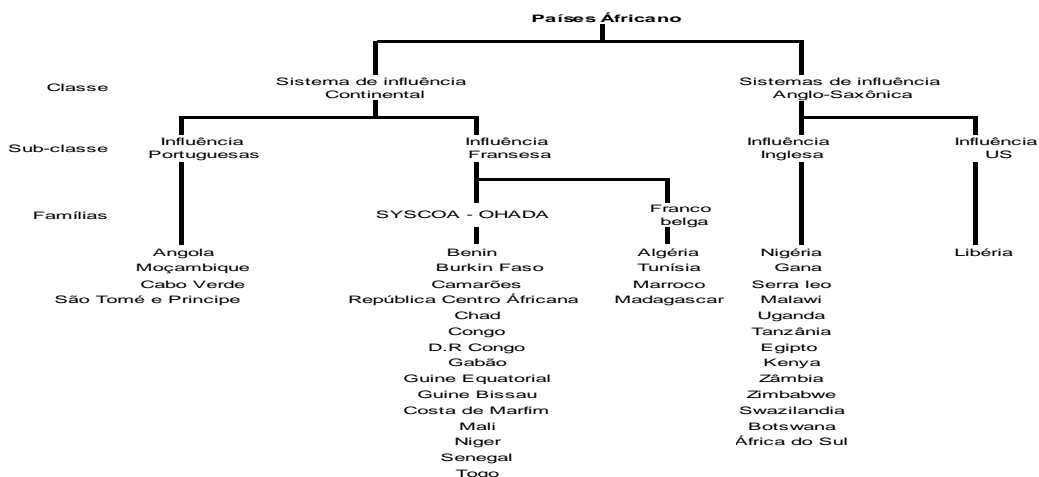 Países Áfricano
Classe
Sistema de influência
Continental
Sistemas de influência
Anglo-Saxônica
Sub-classe
Influência
Portuguesas
Influência
Fransesa
Influência
Inglesa
Influência
US
Famílias
SYSCOA - OHADA
Franco
belga
Angola
Moçambique
Cabo Verde
São Tomé e Principe
Benin
Burkin Faso
Camarões
República Centro Áfricana
Chad
Congo
D.R Congo
Gabão
Guine Equatorial
Guine Bissau
Costa de Marfim
Mali
Niger
Senegal
Togo
Algéria
Tunísia
Marroco
Madagascar
Nigéria
Gana
Serra leo
Malawi
Uganda
Tanzânia
Egipto
Kenya
Zâmbia
Zimbabwe
Swazilandia
Botswana
África do Sul
Libéria